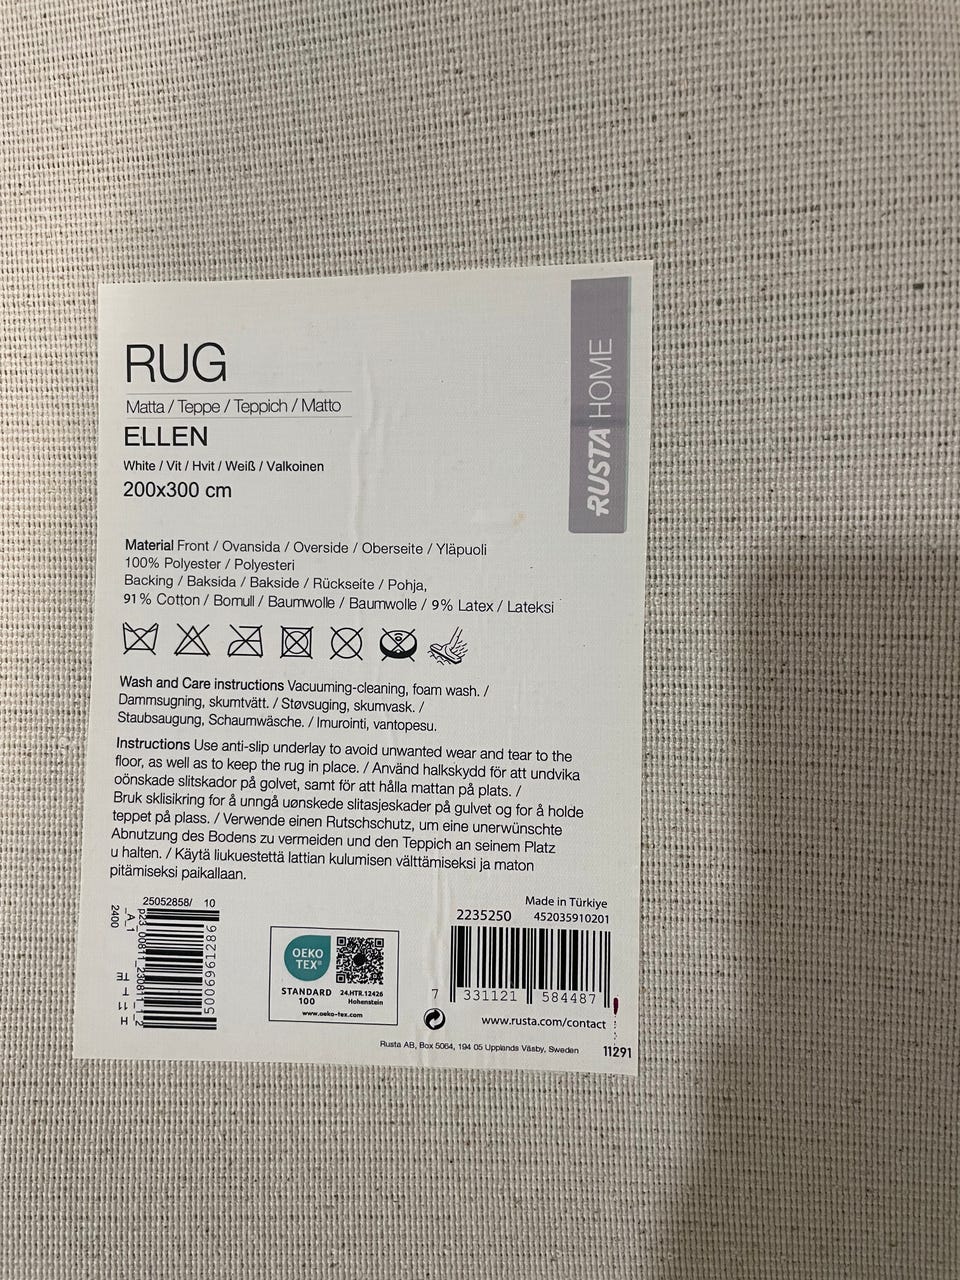 RUSTA HOME
RUG
Matta / Teppe / Teppich / Matto
ELLEN
White / Vit / Hvit / Weiß / Valkoinen
200x300 cm
Material Front / Ovansida / Overside / Oberseite / Yläpuoli
100% Polyester / Polyesteri
Backing / Baksida / Bakside / Rückseite / Pohja,
91% Cotton / Bomull / Baumwolle / Baumwolle / 9% Latex / Lateksi
Wash and Care instructions Vacuuming-cleaning, foam wash. /
Dammsugning, skumtvätt. / Støvsuging, skumvask. /
Staubsaugung, Schaumwäsche. / Imurointi, vantopesu.
Instructions Use anti-slip underlay to avoid unwanted wear and tear to the
floor, as well as to keep the rug in place. / Använd halkskydd för att undvika
oönskade slitskador på golvet, samt för att hålla mattan på plats. /
Bruk sklisikring for å unngå uønskede slitasjeskader på gulvet og for å holde
teppet på plass. / Verwende einen Rutschschutz, um eine unerwünschte
Abnutzung des Bodens zu vermeiden und den Teppich an seinem Platz
u halten. / Käytä liukuestettä lattian kulumisen välttämiseksi ja maton
pitämiseksi paikallaan.
25052858/ 10
2400
_A_1
p23_00811_230811_1_2
5006961286
H 11 T TE
OEKO
TEX®
STANDARD
100
24.HTR.12426
Hohenstein
www.oeko-tex.com
Made in Türkiye
2235250 452035910201
7 331121 584487
www.rusta.com/contact
Rusta AB, Box 5064, 194 05 Upplands Väsby, Sweden
11291